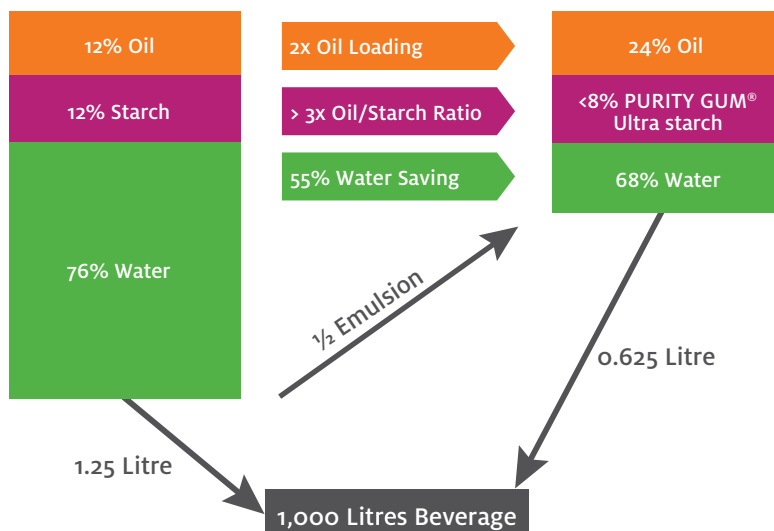 12% Oil
2x Oil Loading
24% Oil
12% Starch
> 3x Oil/Starch Ratio
<8% PURITY GUM®
Ultra starch
55% Water Saving
68% Water
76% Water
½ Emulsion
0.625 Litre
1.25 Litre
1,000 Litres Beverage